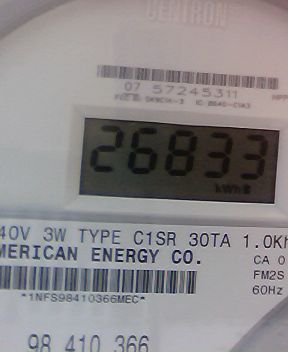 CENTRON®
07 57245311
26833
kWh
40V 3W TYPE C1SR 30TA 1.0Kh
MERICAN ENERGY CO.
CA 0
FM2S
60Hz
*1NFS98410366MEC*
98 410 366